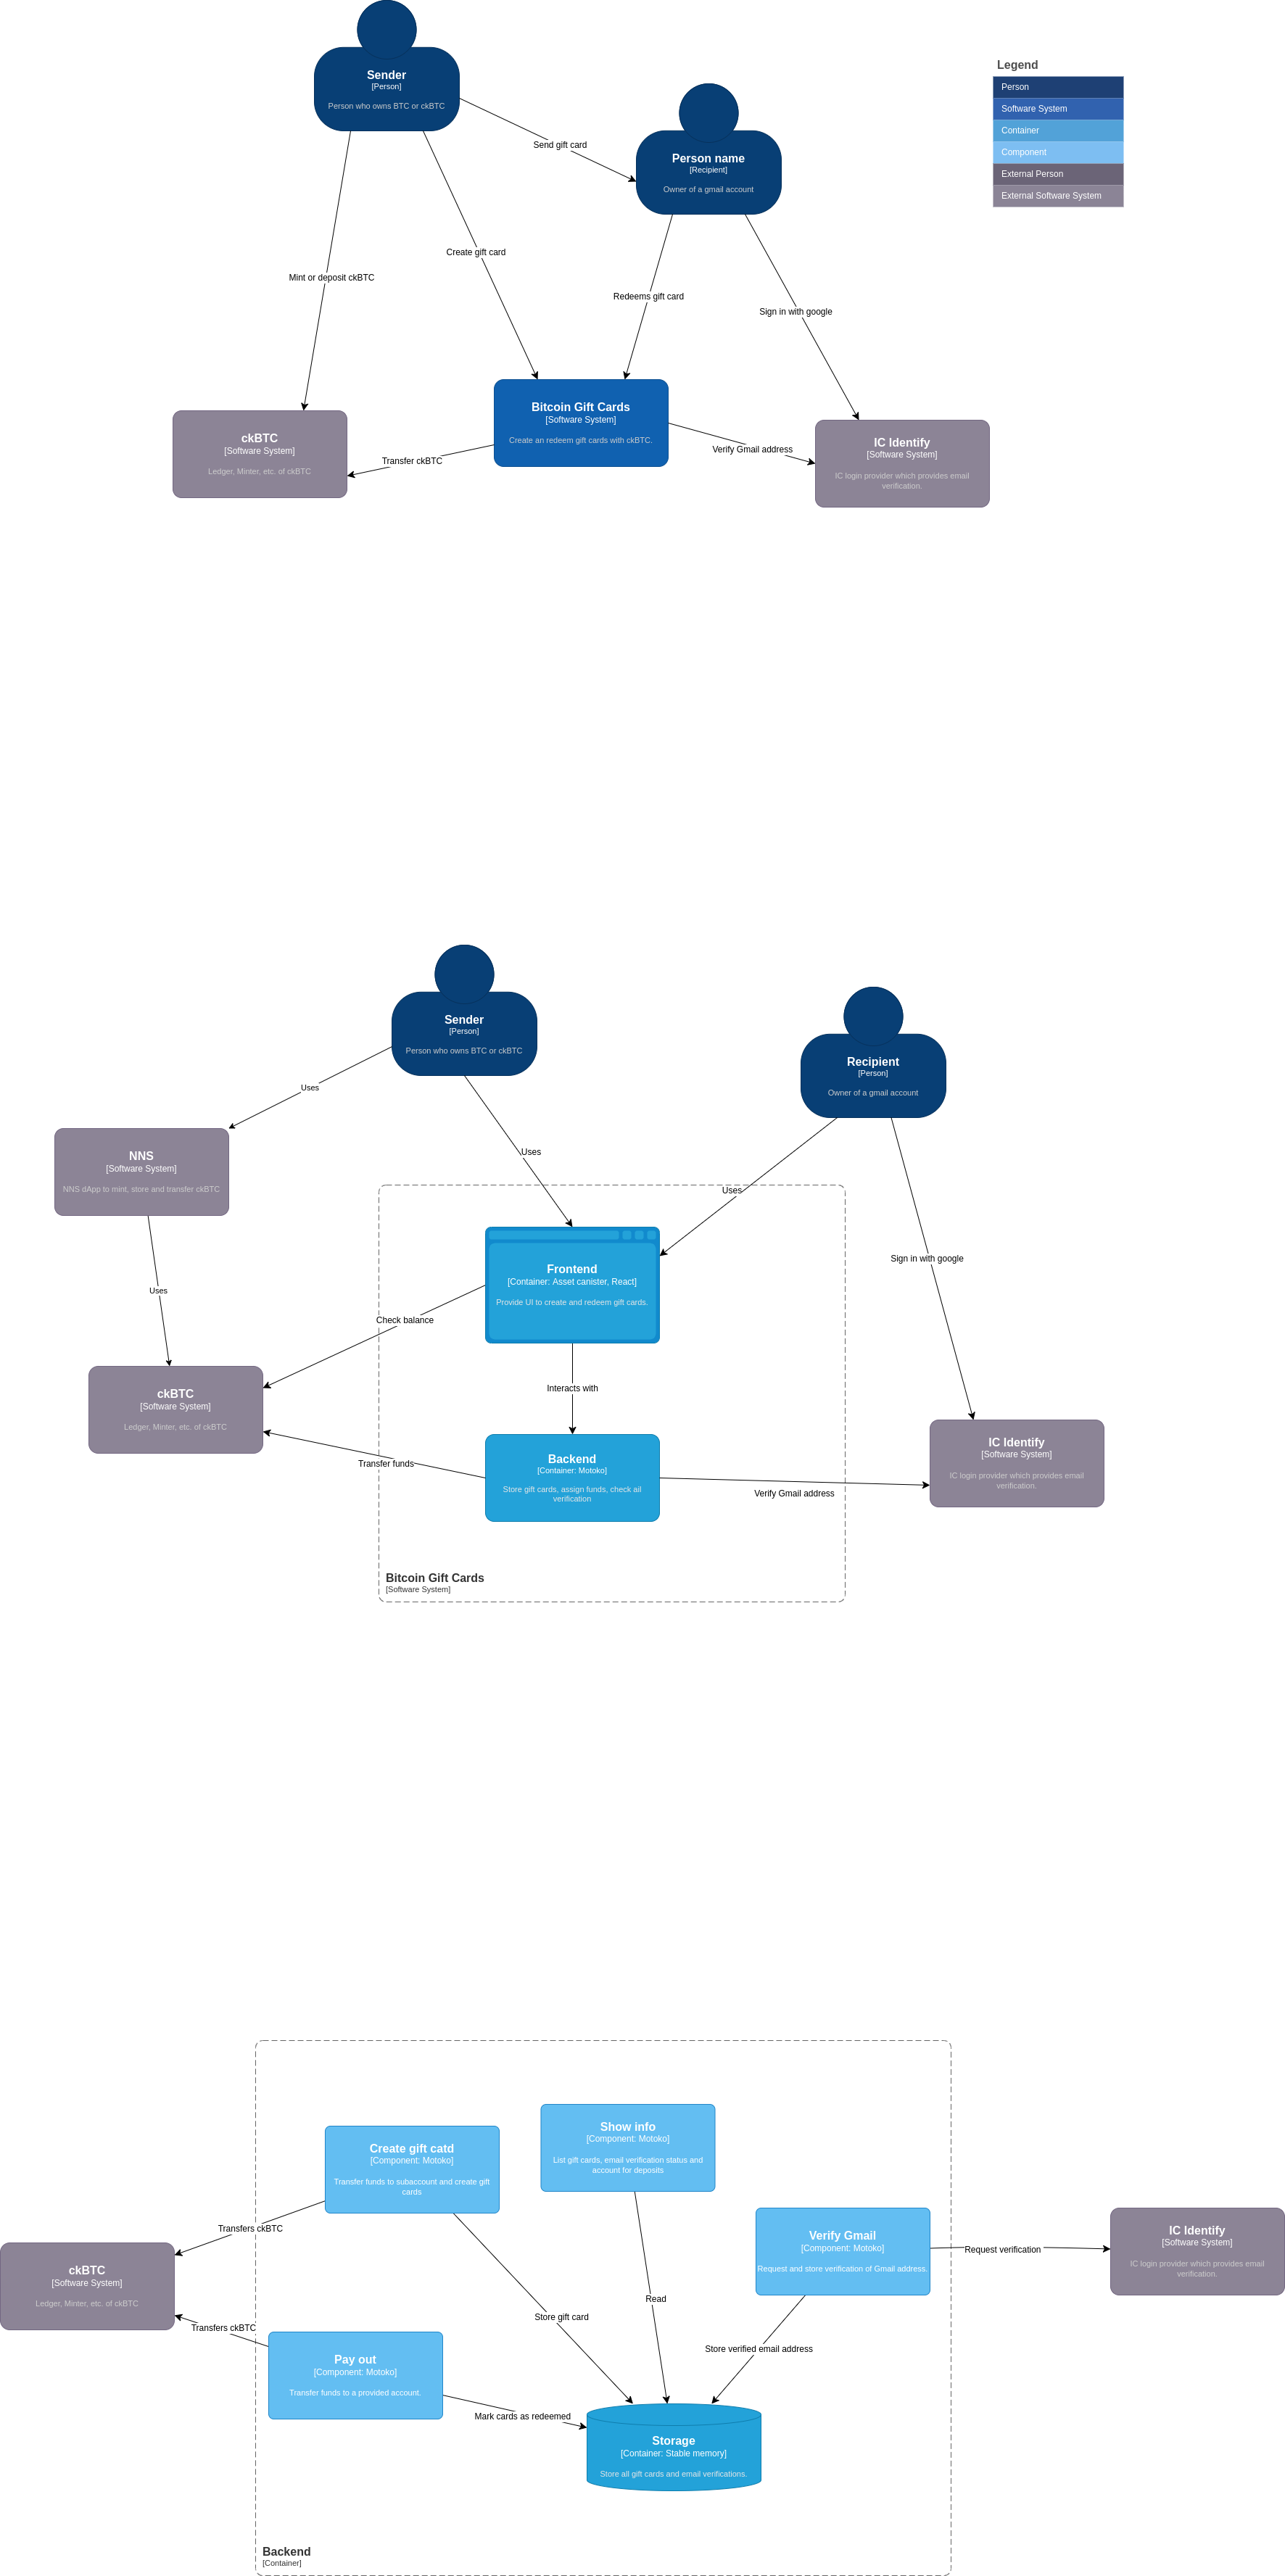 Sender
[Person]
Person who owns BTC or ckBTC
Legend
Person
Software System
Container
Component
External Person
External Software System
Send gift card
Person name
[Recipient]
Owner of a gmail account
Create gift card
Mint or deposit ckBTC
Redeems gift card
Sign in with google
Bitcoin Gift Cards
[Software System]
Create an redeem gift cards with ckBTC.
ckBTC
[Software System]
Ledger, Minter, etc. of ckBTC
Transfer ckBTC
Verify Gmail address
IC Identify
[Software System]
IC login provider which provides email
verification.
Sender
[Person]
Person who owns BTC or ckBTC
Recipient
[Person]
Owner of a gmail account
Uses
Uses
Uses
NNS
[Software System]
NNS dApp to mint, store and transfer ckBTC
Frontend
[Container: Asset canister, React]
Provide UI to create and redeem gift cards.
Sign in with google
Uses
Check balance
Interacts with
ckBTC
[Software System]
Ledger, Minter, etc. of ckBTC
Transfer funds
Backend
[Container: Motoko]
Store gift cards, assign funds, check ail
verification
Verify Gmail address
IC Identify
[Software System]
IC login provider which provides email
verification.
Bitcoin Gift Cards
[Software System]
Create gift catd
[Component: Motoko]
Transfer funds to subaccount and create gift
cards
Show info
[Component: Motoko]
List gift cards, email verification status and
account for deposits
Transfers ckBTC
Verify Gmail
[Component: Motoko]
Request and store verification of Gmail address.
Request verification
IC Identify
[Software System]
IC login provider which provides email
verification.
ckBTC
[Software System]
Ledger, Minter, etc. of ckBTC
Transfers ckBTC
Store gift card
Read
Store verified email address
Pay out
[Component: Motoko]
Transfer funds to a provided account.
Mark cards as redeemed
Storage
[Container: Stable memory]
Store all gift cards and email verifications.
Backend
[Container]